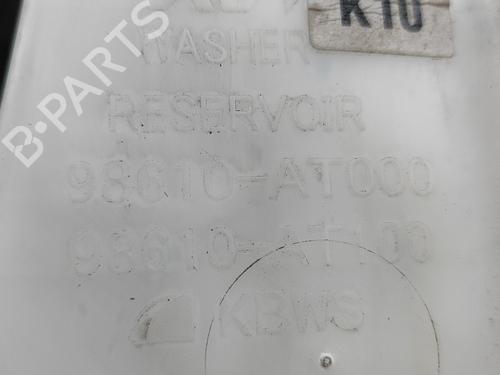 K10
WASHER
RESERVOIR
98610-AT000
98610-AT100
KBWS
B-PARTS